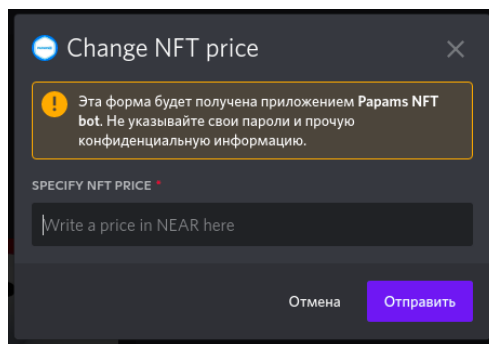 Change NFT price
Эта форма будет получена приложением Papams NFT
bot. Не указывайте свои пароли и прочую
конфиденциальную информацию.
SPECIFY NFT PRICE *
Write a price in NEAR here
Отмена
Отправить